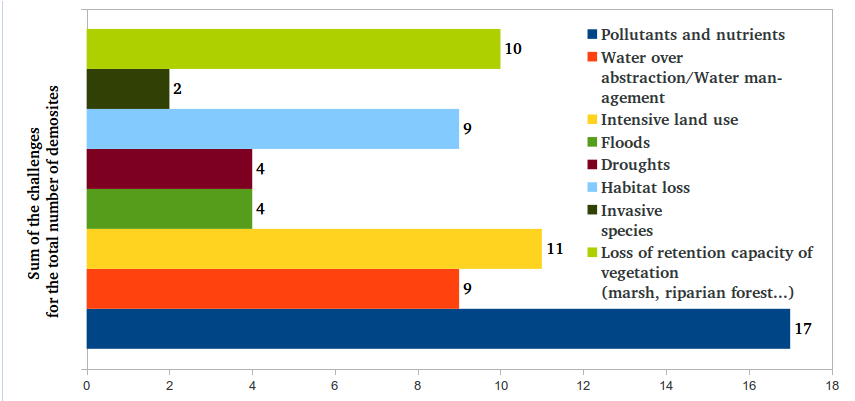 Sum of the challenges
for the total number of demosites
10
2
9
4
4
11
9
17
Pollutants and nutrients
Water over
abstraction/Water man-
agement
Intensive land use
Floods
Droughts
Habitat loss
Invasive
species
Loss of retention capacity of
vegetation
(marsh, riparian forest...)
0 2 4 6 8 10 12 14 16 18